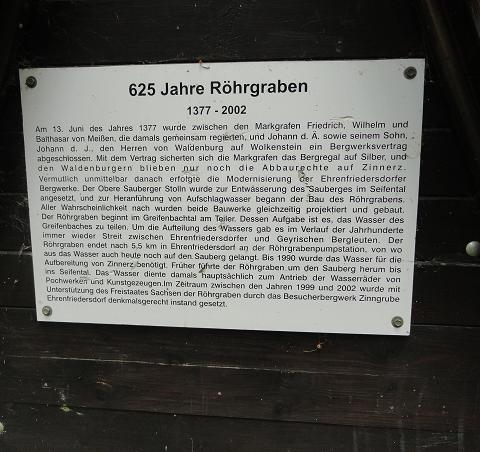 625 Jahre Röhrgraben
1377 - 2002
Am 13. Juni des Jahres 1377 wurde zwischen den Markgrafen Friedrich, Wilhelm und
Balthasar von Meißen, die damals gemeinsam regierten, und Johann d. Ä. sowie seinem Sohn,
Johann d. J., den Herren von Waldenburg auf Wolkenstein ein Bergwerksvertrag
abgeschlossen. Mit dem Vertrag sicherten sich die Markgrafen das Bergregal auf Silber, und
den Waldenburgern blieben nur noch die Abbaurechte auf Zinnerz.
Vermutlich unmittelbar danach erfolgte die Modernisierung der Ehrenfriedersdorfer
Bergwerke. Der Obere Sauberger Stolln wurde zur Entwässerung des Sauberges im Seifental
angesetzt, und zur Heranführung von Aufschlagwasser begann der Bau des Röhrgrabens.
Aller Wahrscheinlichkeit nach wurden beide Bauwerke gleichzeitig projektiert und gebaut.
Der Röhrgraben beginnt im Greifenbachtal am Teiler. Dessen Aufgabe ist es, das Wasser des
Greifenbaches zu teilen. Um die Aufteilung des Wassers gab es im Verlauf der Jahrhunderte
immer wieder Streit zwischen Ehrenfriedersdorfer und Geyrischen Bergleuten. Der
Röhrgraben endet nach 5,5 km in Ehrenfriedersdorf an der Röhrgrabenpumpstation, von wo
aus das Wasser auch heute noch auf den Sauberg gelangt. Bis 1990 wurde das Wasser für die
Aufbereitung von Zinnerz benötigt. Früher führte der Röhrgraben um den Sauberg herum bis
ins Seifental. Das Wasser diente damals hauptsächlich zum Antrieb der Wasserräder von
Pochwerken und Kunstgezeugen.Im Zeitraum zwischen den Jahren 1999 und 2002 wurde mit
Unterstützung des Freistaates Sachsen der Röhrgraben durch das Besucherbergwerk Zinngrube
Ehrenfriedersdorf denkmalsgerecht instand gesetzt.